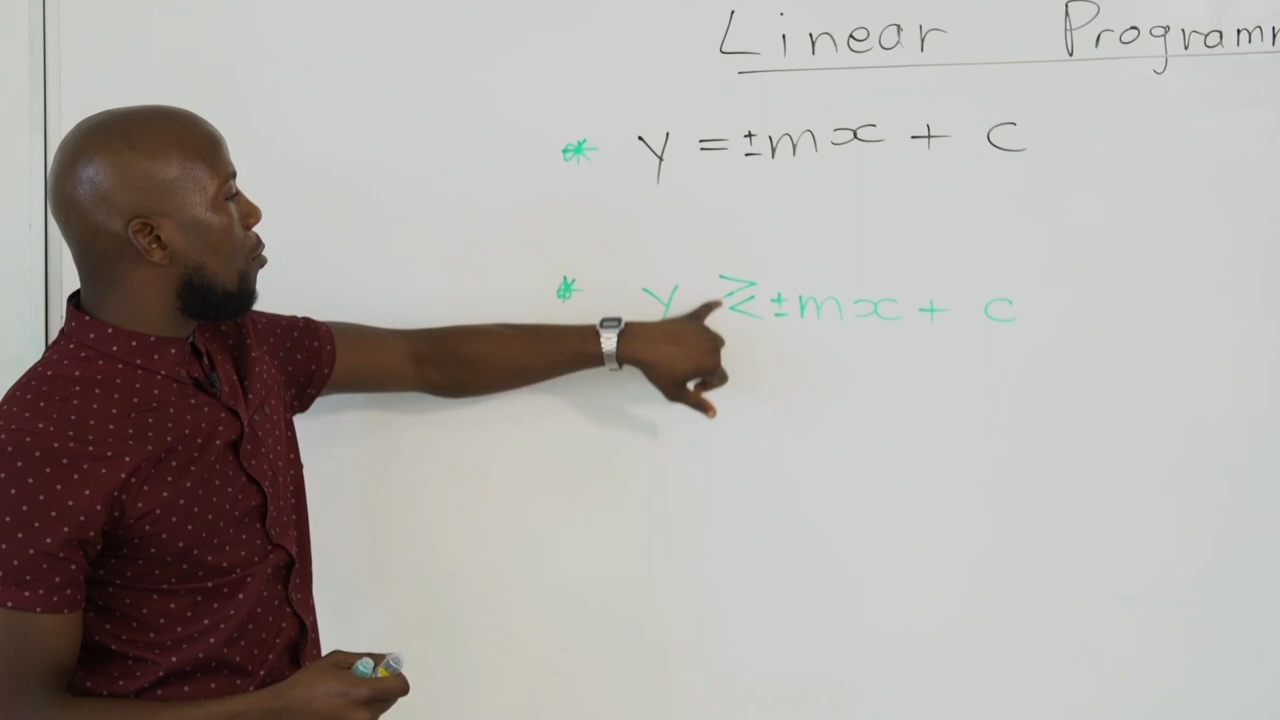 Linear Programm
* y = ±mx + c
* y ≷ ±mx + c